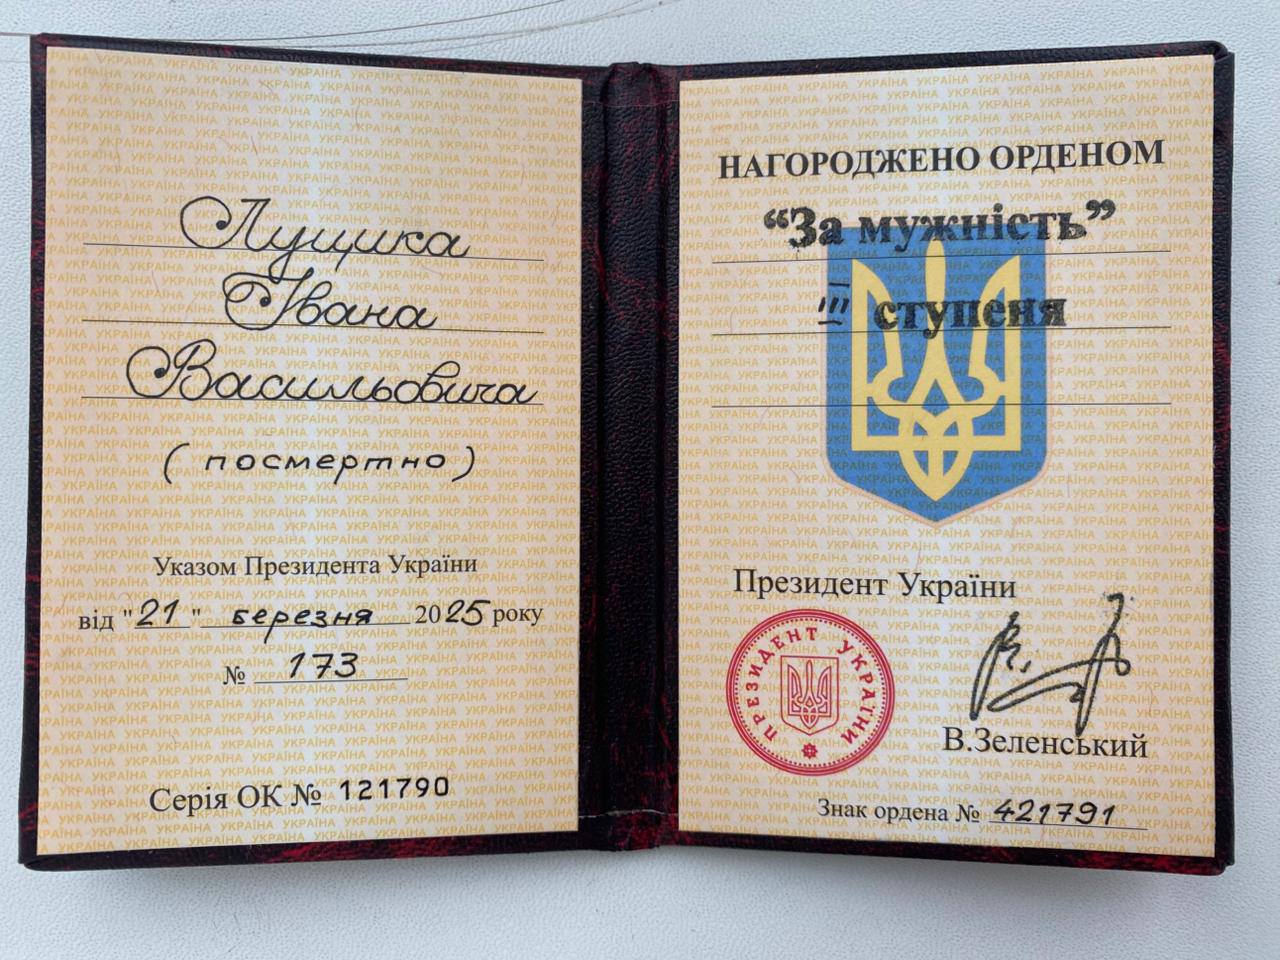 Лущика
Івана
Васильовича
(посмертно)
Указом Президента України
від "21" березня 2025 року
№ 173
Серія ОК № 121790
НАГОРОДЖЕНО ОРДЕНОМ
“За мужність”
III ступеня
Президент України
ПРЕЗИДЕНТ УКРАЇНИ
В.Зеленський
Знак ордена № 421791